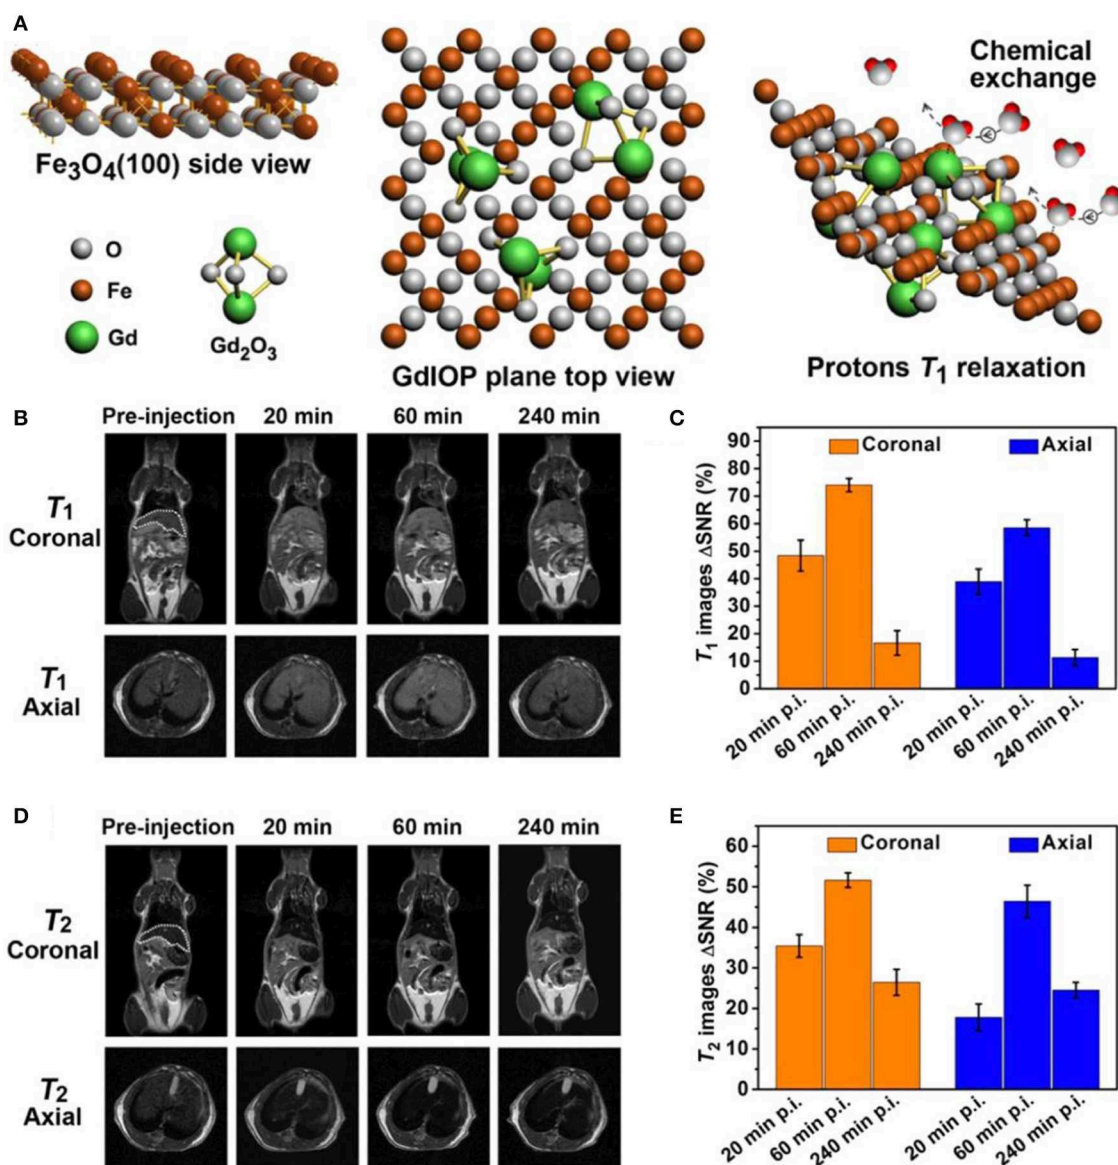 A
Fe3O4(100) side view
O
Fe
Gd
Gd2O3
GdIOP plane top view
Chemical
exchange
Protons T1 relaxation
B
Pre-injection 20 min 60 min 240 min
T1
Coronal
T1
Axial
C
T1 images ΔSNR (%)
90
80
70
60
50
40
30
20
10
0
Coronal Axial
20 min p.i. 60 min p.i. 240 min p.i. 20 min p.i. 60 min p.i. 240 min p.i.
D
Pre-injection 20 min 60 min 240 min
T2
Coronal
T2
Axial
E
T2 images ΔSNR (%)
60
50
40
30
20
10
0
Coronal Axial
20 min p.i. 60 min p.i. 240 min p.i. 20 min p.i. 60 min p.i. 240 min p.i.